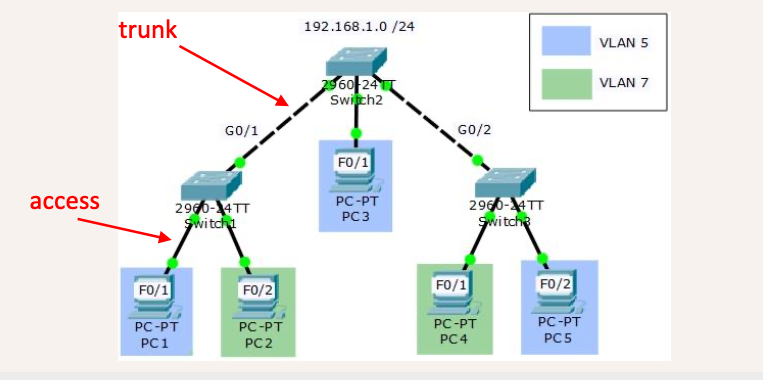 trunk
192.168.1.0 /24
VLAN 5
VLAN 7
2960-24TT
Switch2
G0/1
G0/2
F0/1
PC-PT
PC3
access
2960-24TT
Switch1
2960-24TT
Switch3
F0/1
PC-PT
PC1
F0/2
PC-PT
PC2
F0/1
PC-PT
PC4
F0/2
PC-PT
PC5